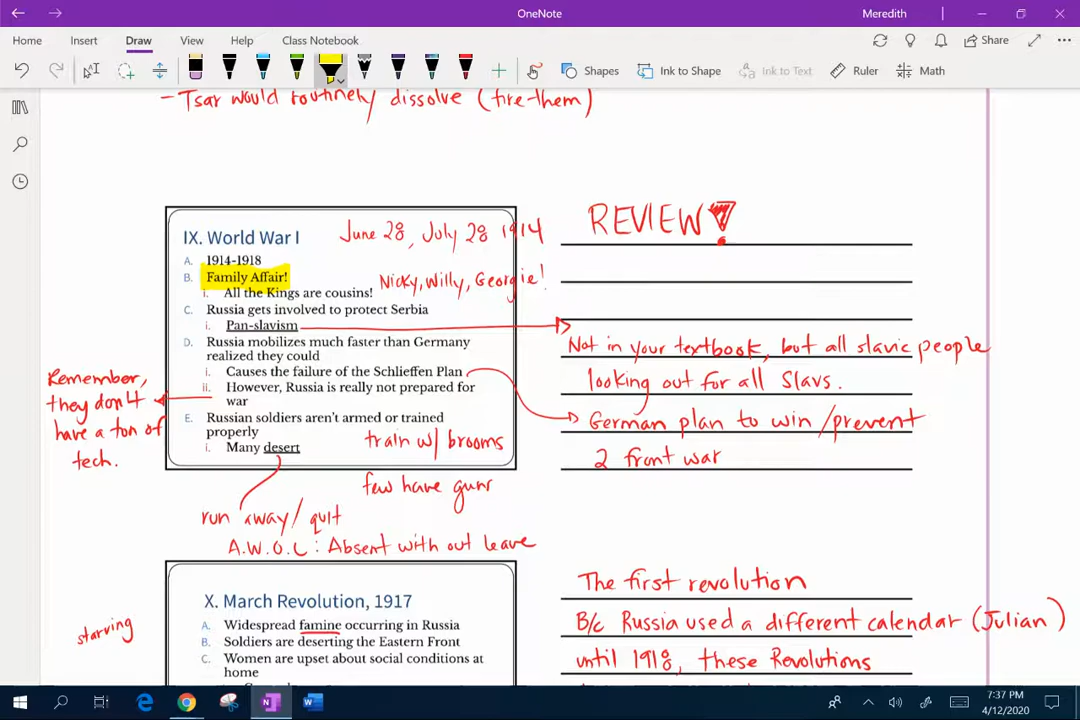 OneNote
Meredith
Home Insert Draw View Help Class Notebook
Share
Shapes Ink to Shape Ink to Text Ruler Math
- Tsar would routinely dissolve (fire them)
IX. World War I
June 28, July 28 1914
A. 1914-1918
B. Family Affair!
i. All the Kings are cousins!
Nicky, Willy, Georgie!
C. Russia gets involved to protect Serbia
i. Pan-slavism
D. Russia mobilizes much faster than Germany
realized they could
i. Causes the failure of the Schlieffen Plan
ii. However, Russia is really not prepared for
war
E. Russian soldiers aren't armed or trained
properly
i. Many desert
train w/ brooms
few have guns
Remember,
they don't
have a ton of
tech.
run away/quit
A.W.O.L: Absent with out leave
REVIEW!
Not in your textbook, but all slavic people
looking out for all Slavs.
German plan to win/prevent
2 front war
X. March Revolution, 1917
A. Widespread famine occurring in Russia
B. Soldiers are deserting the Eastern Front
C. Women are upset about social conditions at
home
starving
The first revolution
B/c Russia used a different calendar (Julian)
until 1918, these Revolutions
7:37 PM
4/12/2020